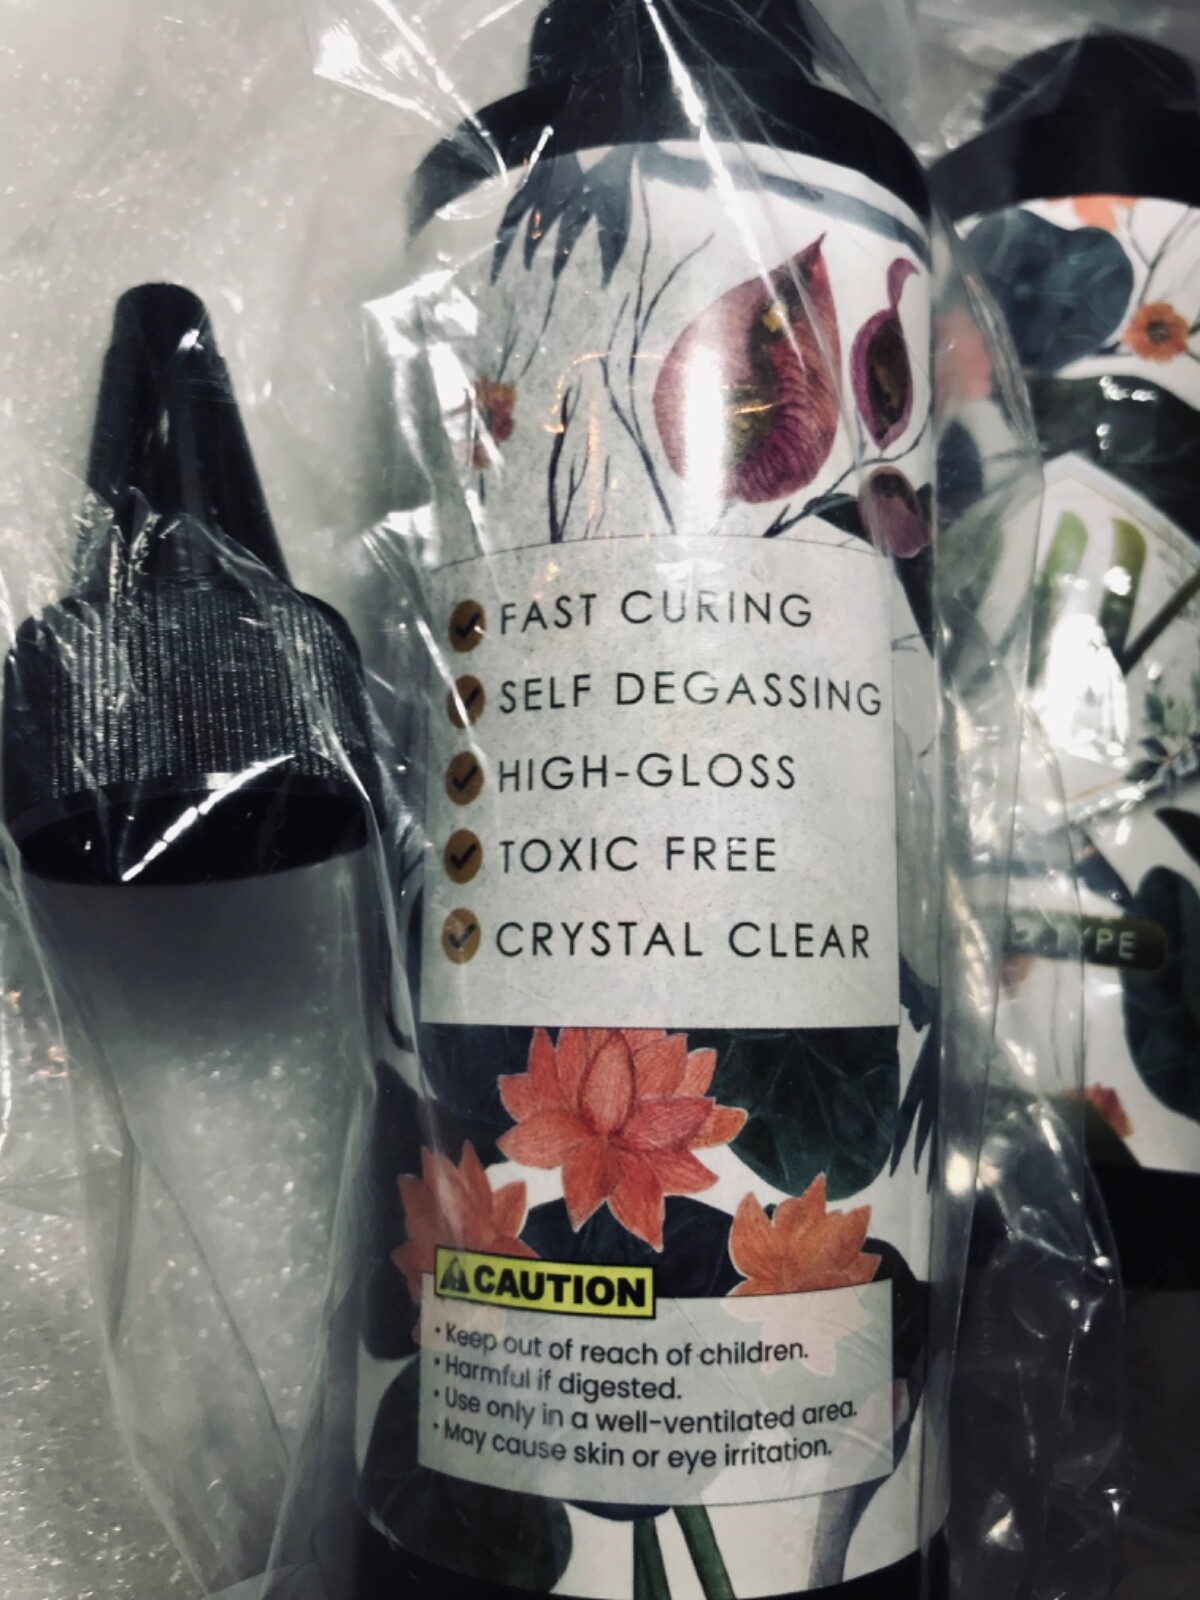 FAST CURING
SELF DEGASSING
HIGH-GLOSS
TOXIC FREE
CRYSTAL CLEAR
CAUTION
• Keep out of reach of children.
• Harmful if digested.
• Use only in a well-ventilated area.
• May cause skin or eye irritation.
TYPE